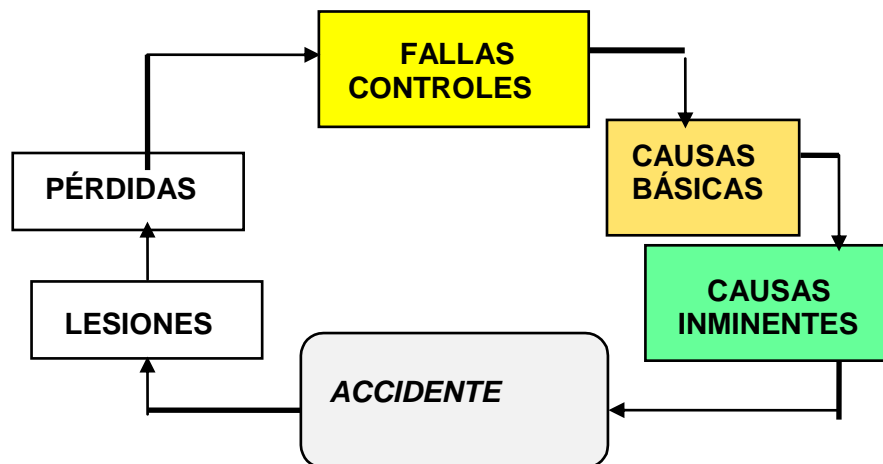 FALLAS
CONTROLES
CAUSAS
BÁSICAS
CAUSAS
INMINENTES
ACCIDENTE
LESIONES
PÉRDIDAS